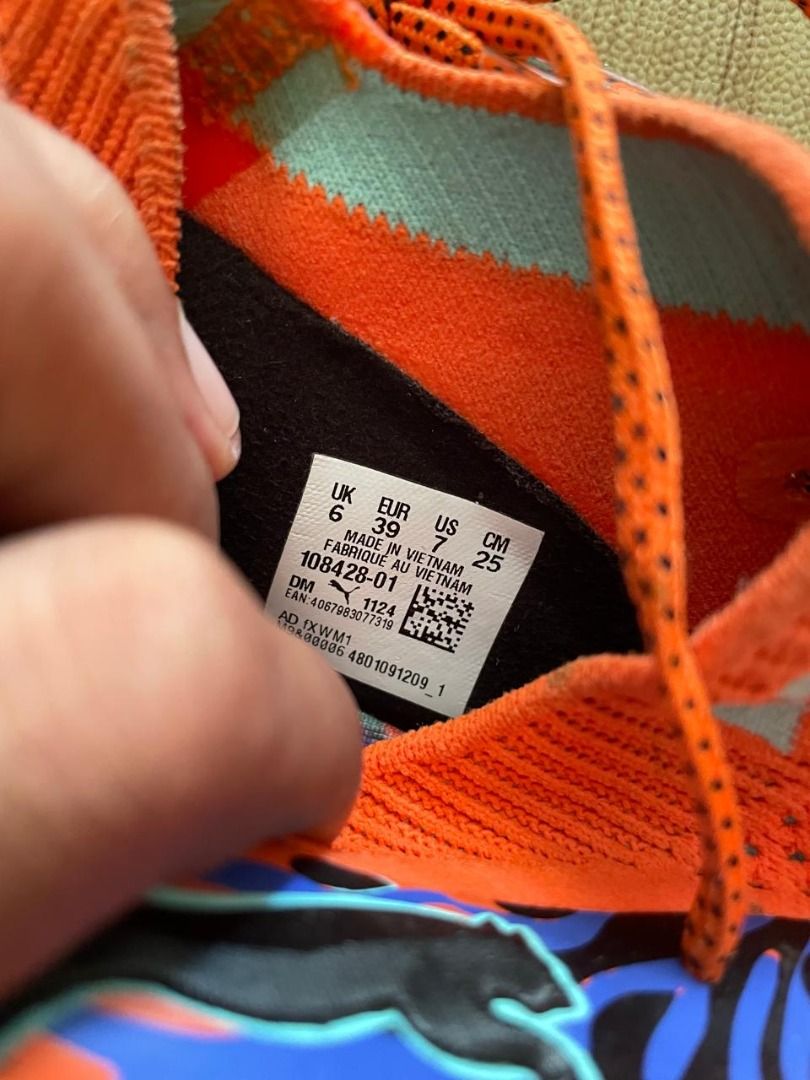 UK EUR US CM
6 39 7 25
MADE IN VIETNAM
FABRIQUE AU VIETNAM
108428-01
DM 1124
EAN:4067983077319
AD
4801091209_1